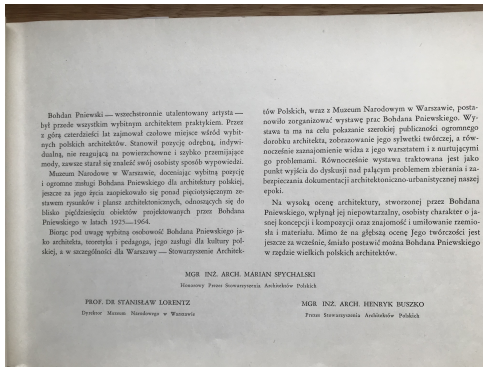 Bohdan Pniewski — wszechstronnie utalentowany artysta —
był przede wszystkim wybitnym architektem praktykiem. Przez
z górą czterdzieści lat zajmował czołowe miejsce wśród wybit-
nych polskich architektów. Stanowił pozycję odrębną, indywi-
dualną, nie reagującą na powierzchowne i szybko przemijające
mody, zawsze starał się znaleźć swój osobisty sposób wypowiedzi.
Muzeum Narodowe w Warszawie, doceniając wybitną pozycję
i ogromne zasługi Bohdana Pniewskiego dla architektury polskiej,
jeszcze za jego życia zaopiekowało się ponad pięciotysięcznym ze-
stawem rysunków i plansz architektonicznych, odnoszących się do
blisko pięćdziesięciu obiektów projektowanych przez Bohdana
Pniewskiego w latach 1923—1964.
Biorąc pod uwagę wybitną osobowość Bohdana Pniewskiego ja-
ko architekta, teoretyka i pedagoga, jego zasługi dla kultury pol-
skiej, a w szczególności dla Warszawy — Stowarzyszenie Architek-
tów Polskich, wraz z Muzeum Narodowym w Warszawie, posta-
nowiło zorganizować wystawę prac Bohdana Pniewskiego. Wy-
stawa ta ma na celu pokazanie szerokiej publiczności ogromnego
dorobku architekta, zobrazowanie jego sylwetki twórczej, a rów-
nocześnie zaznajomienie widza z jego warsztatem i z nurtującymi
go problemami. Równocześnie wystawa traktowana jest jako
punkt wyjścia do dyskusji nad palącym problemem zbierania i za-
bezpieczania dokumentacji architektoniczno-urbanistycznej naszej
epoki.
Na wysoką ocenę architektury, stworzonej przez Bohdana
Pniewskiego, wpłynął jej niepowtarzalny, osobisty charakter o ja-
snej koncepcji i kompozycji oraz znajomość i umiłowanie rzemio-
sła i materiału. Mimo że na głębszą ocenę Jego twórczości jest
jeszcze za wcześnie, śmiało postawić można Bohdana Pniewskiego
w rzędzie wielkich polskich architektów.
MGR INŻ. ARCH. MARIAN SPYCHALSKI
Honorowy Prezes Stowarzyszenia Architektów Polskich
PROF. DR STANISŁAW LORENTZ
Dyrektor Muzeum Narodowego w Warszawie
MGR INŻ. ARCH. HENRYK BUSZKO
Prezes Stowarzyszenia Architektów Polskich